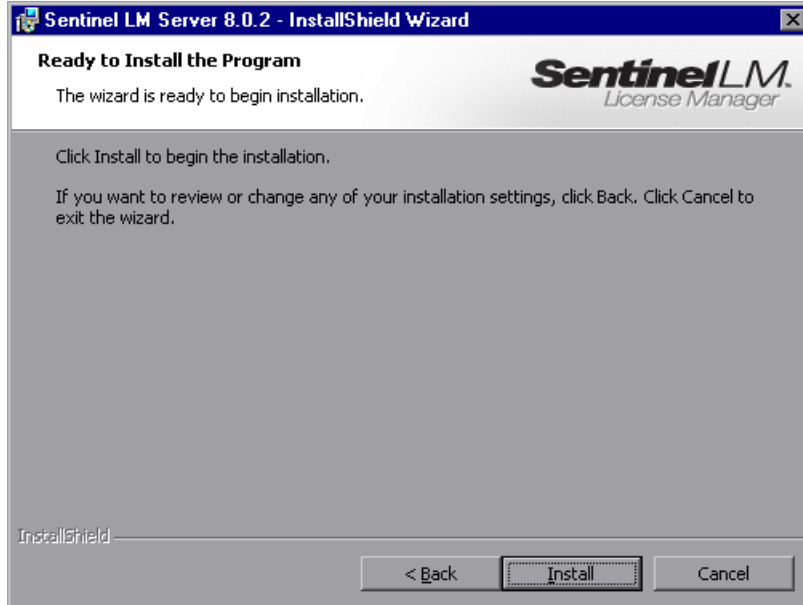 Sentinel LM Server 8.0.2 - InstallShield Wizard
Ready to Install the Program
The wizard is ready to begin installation.
SentinelLM.
License Manager
Click Install to begin the installation.
If you want to review or change any of your installation settings, click Back. Click Cancel to
exit the wizard.
InstallShield
< Back
Install
Cancel